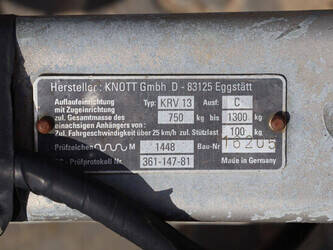 Hersteller: KNOTT Gmbh D - 83125 Eggstätt
Auflaufeinrichtung Typ: KRV 13 Ausf: C
mit Zugeinrichtung
zul. Gesamtmasse des 750 kg bis 1300 kg
einachsigen Anhängers von:
Zul. Fahrgeschwindigkeit über 25 km/h zul. Stützlast 100 kg
Prüfzeichen M 1448 Bau-Nr 16205
- Prüfprotokoll Nr 361-147-81 Made in Germany